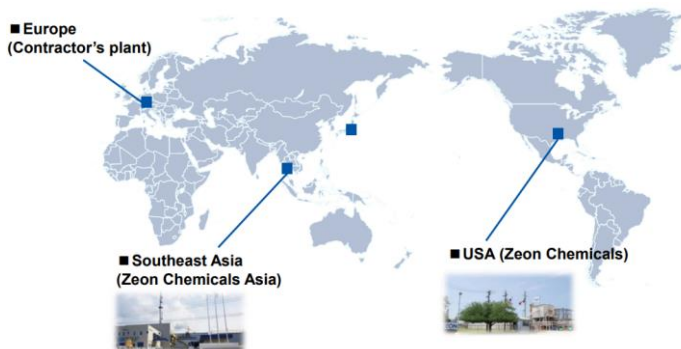 ■ Europe
(Contractor's plant)
■ Southeast Asia
(Zeon Chemicals Asia)
■ USA (Zeon Chemicals)